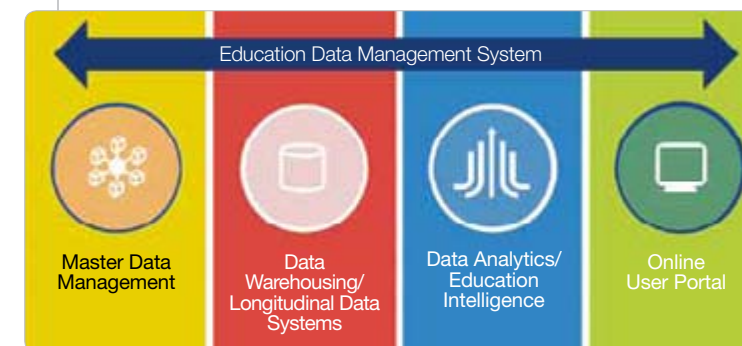 Education Data Management System
Master Data
Management
Data
Warehousing/
Longitudinal Data
Systems
Data Analytics/
Education
Intelligence
Online
User Portal